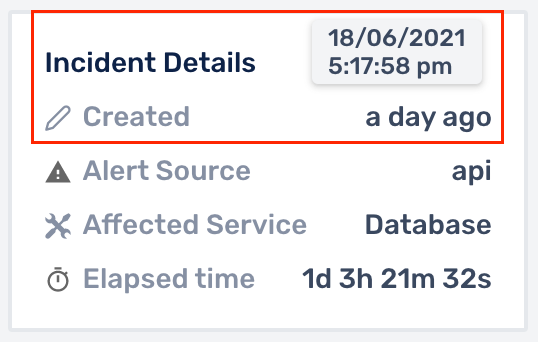 18/06/2021
5:17:58 pm
Incident Details
Created a day ago
Alert Source api
Affected Service Database
Elapsed time 1d 3h 21m 32s